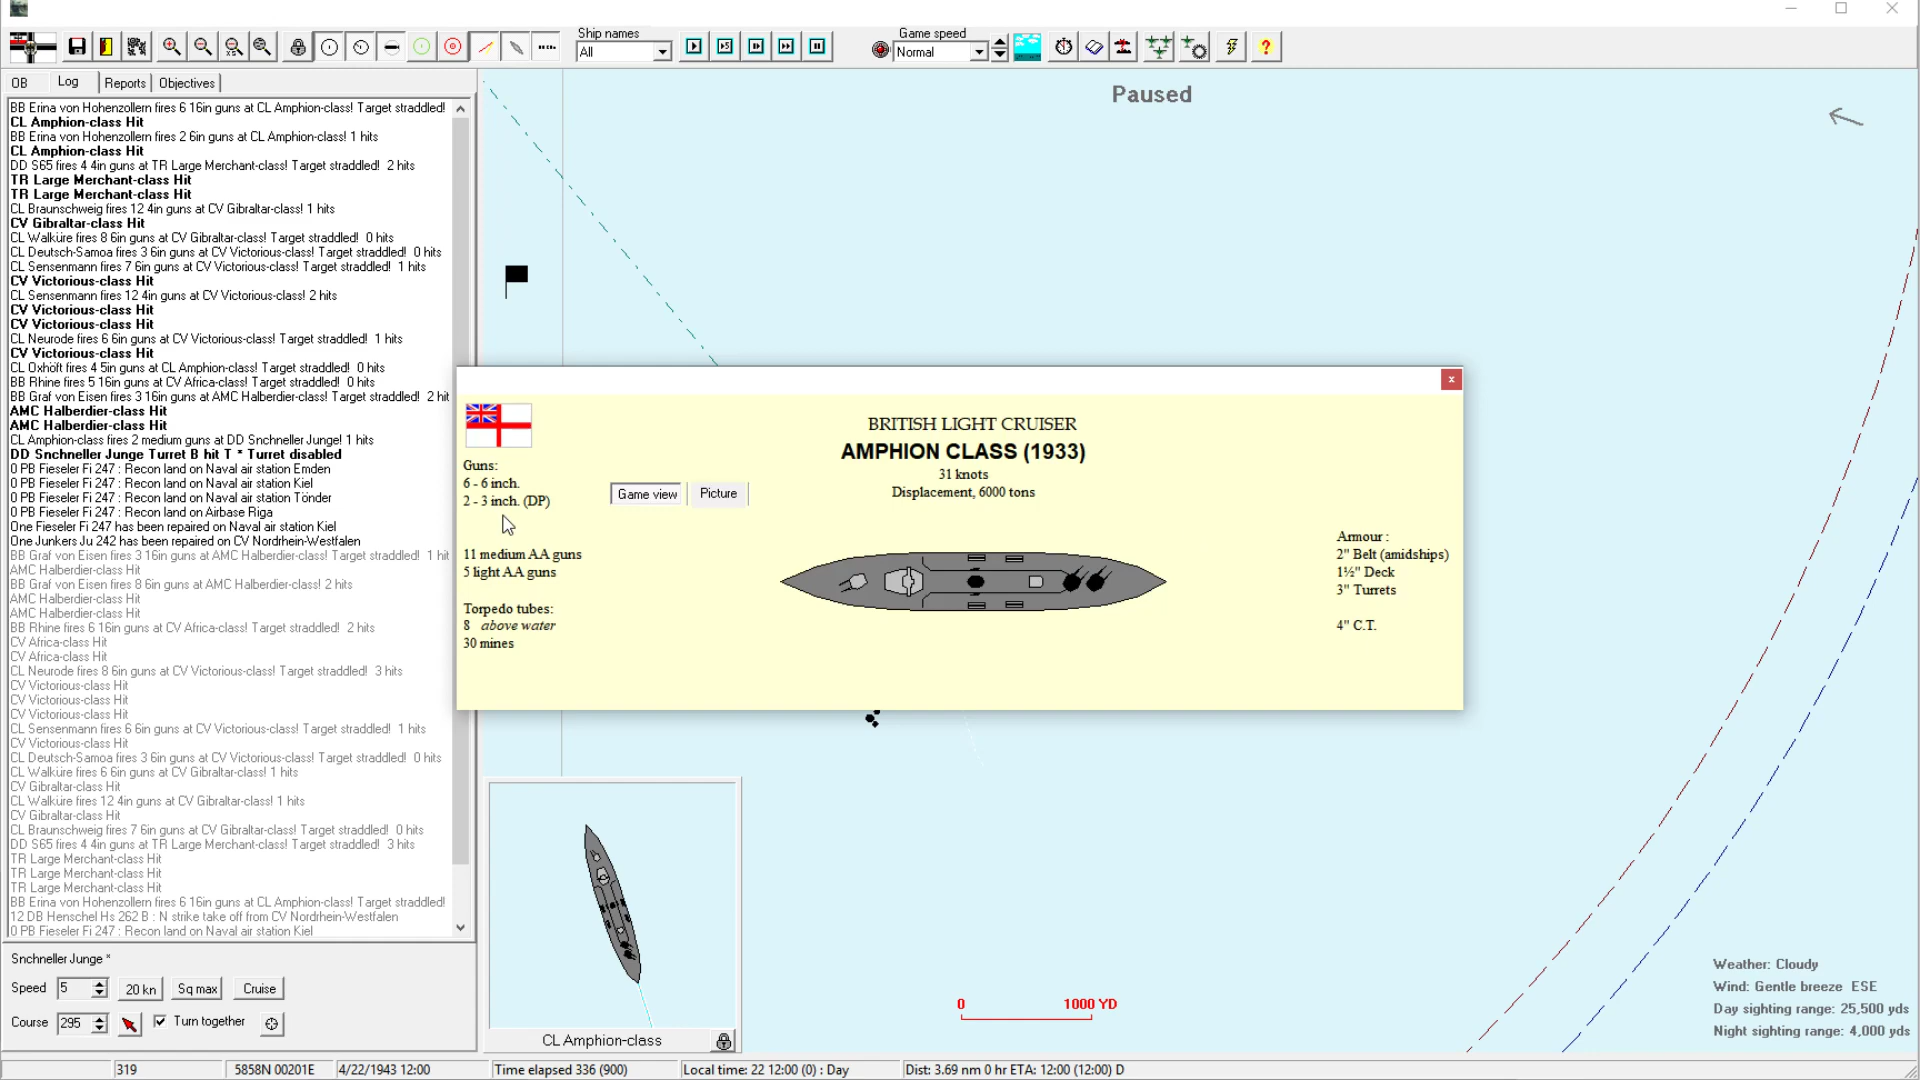 Ship names
All
Game speed
Normal
OB Log Reports Objectives
BB Erina von Hohenzollern fires 6 16in guns at CL Amphion-class! Target straddled!
CL Amphion-class Hit
BB Erina von Hohenzollern fires 2 6in guns at CL Amphion-class! 1 hits
CL Amphion-class Hit
DD S65 fires 4 4in guns at TR Large Merchant-class! Target straddled! 2 hits
TR Large Merchant-class Hit
TR Large Merchant-class Hit
CL Braunschweig fires 12 4in guns at CV Gibraltar-class! 1 hits
CV Gibraltar-class Hit
CL Walküre fires 8 6in guns at CV Gibraltar-class! Target straddled! 0 hits
CL Deutsch-Samoa fires 3 6in guns at CV Victorious-class! Target straddled! 0 hits
CL Sensenmann fires 7 6in guns at CV Victorious-class! Target straddled! 1 hits
CV Victorious-class Hit
CL Sensenmann fires 12 4in guns at CV Victorious-class! 2 hits
CV Victorious-class Hit
CV Victorious-class Hit
CL Neurode fires 6 6in guns at CV Victorious-class! Target straddled! 1 hits
CV Victorious-class Hit
CL Oxhöft fires 4 5in guns at CL Amphion-class! Target straddled! 0 hits
BB Rhine fires 5 16in guns at CV Africa-class! Target straddled! 0 hits
BB Graf von Eisen fires 3 16in guns at AMC Halberdier-class! Target straddled! 2 hit
AMC Halberdier-class Hit
AMC Halberdier-class Hit
CL Amphion-class fires 2 medium guns at DD Snchneller Junge! 1 hits
DD Snchneller Junge Turret B hit T * Turret disabled
0 PB Fieseler Fi 247 : Recon land on Naval air station Emden
0 PB Fieseler Fi 247 : Recon land on Naval air station Kiel
0 PB Fieseler Fi 247 : Recon land on Naval air station Tönder
0 PB Fieseler Fi 247 : Recon land on Airbase Riga
One Fieseler Fi 247 has been repaired on Naval air station Kiel
One Junkers Ju 242 has been repaired on CV Nordrhein-Westfalen
BB Graf von Eisen fires 3 16in guns at AMC Halberdier-class! Target straddled! 1 hit
AMC Halberdier-class Hit
BB Graf von Eisen fires 8 6in guns at AMC Halberdier-class! 2 hits
AMC Halberdier-class Hit
AMC Halberdier-class Hit
BB Rhine fires 6 16in guns at CV Africa-class! Target straddled! 2 hits
CV Africa-class Hit
CV Africa-class Hit
CL Neurode fires 8 6in guns at CV Victorious-class! Target straddled! 3 hits
CV Victorious-class Hit
CV Victorious-class Hit
CV Victorious-class Hit
CL Sensenmann fires 6 6in guns at CV Victorious-class! Target straddled! 1 hits
CV Victorious-class Hit
CL Deutsch-Samoa fires 3 6in guns at CV Victorious-class! Target straddled! 0 hits
CL Walküre fires 6 6in guns at CV Gibraltar-class! 1 hits
CV Gibraltar-class Hit
CL Walküre fires 12 4in guns at CV Gibraltar-class! 1 hits
CV Gibraltar-class Hit
CL Braunschweig fires 7 6in guns at CV Gibraltar-class! Target straddled! 0 hits
DD S65 fires 4 4in guns at TR Large Merchant-class! Target straddled! 3 hits
TR Large Merchant-class Hit
TR Large Merchant-class Hit
TR Large Merchant-class Hit
BB Erina von Hohenzollern fires 6 16in guns at CL Amphion-class! Target straddled!
12 DB Henschel Hs 262 B : N strike take off from CV Nordrhein-Westfalen
0 PB Fieseler Fi 247 : Recon land on Naval air station Kiel
Snchneller Junge *
Speed 5 20 kn Sq max Cruise
Course 295 Turn together
Paused
BRITISH LIGHT CRUISER
AMPHION CLASS (1933)
31 knots
Displacement, 6000 tons
Guns:
6 - 6 inch.
2 - 3 inch. (DP)
Game view Picture
11 medium AA guns
5 light AA guns
Torpedo tubes:
8 above water
30 mines
Armour :
2" Belt (amidships)
1½" Deck
3" Turrets
4" C.T.
CL Amphion-class
0 1000 YD
Weather: Cloudy
Wind: Gentle breeze ESE
Day sighting range: 25,500 yds
Night sighting range: 4,000 yds
319 5858N 00201E 4/22/1943 12:00 Time elapsed 336 (900) Local time: 22 12:00 (0) : Day Dist: 3.69 nm 0 hr ETA: 12:00 (12:00) D